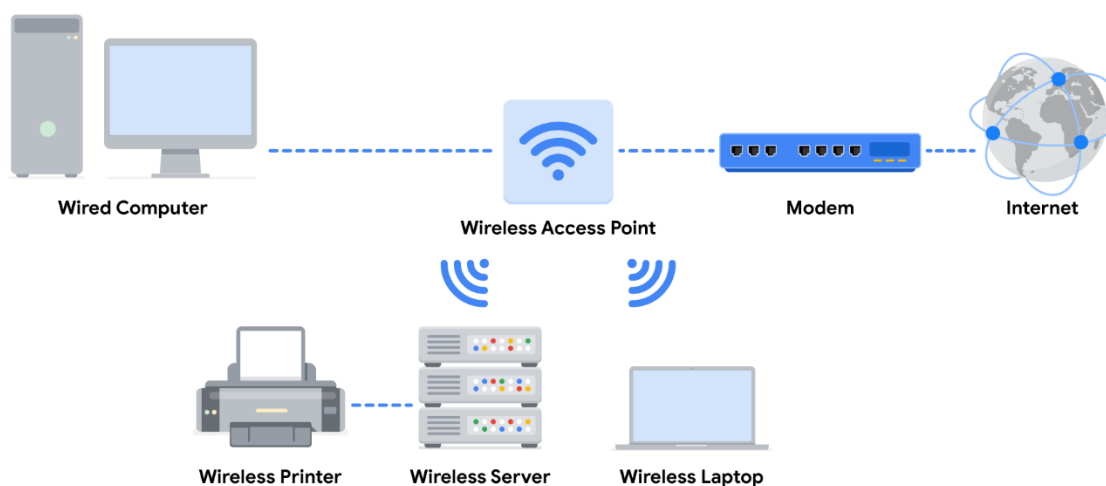 Wired Computer
Wireless Access Point
Modem
Internet
Wireless Printer
Wireless Server
Wireless Laptop